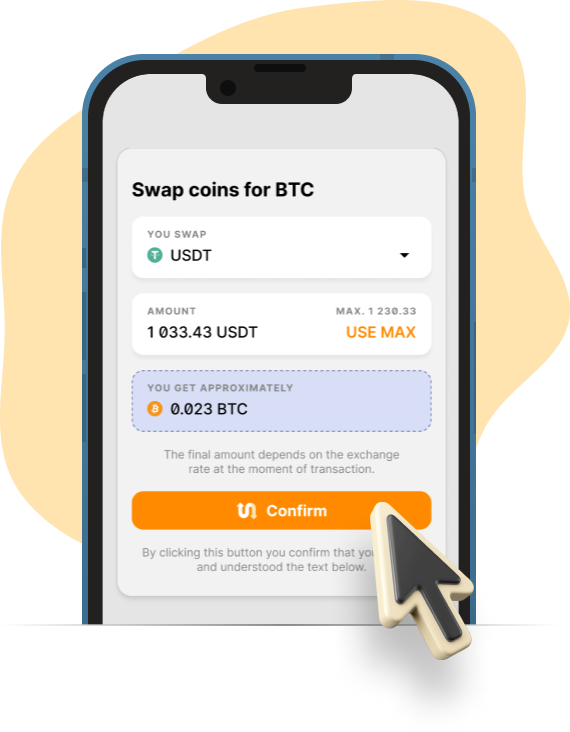 Swap coins for BTC
YOU SWAP
USDT
AMOUNT MAX. 1 230.33
1 033.43 USDT USE MAX
YOU GET APPROXIMATELY
0.023 BTC
The final amount depends on the exchange
rate at the moment of transaction.
Confirm
By clicking this button you confirm that you
and understood the text below.